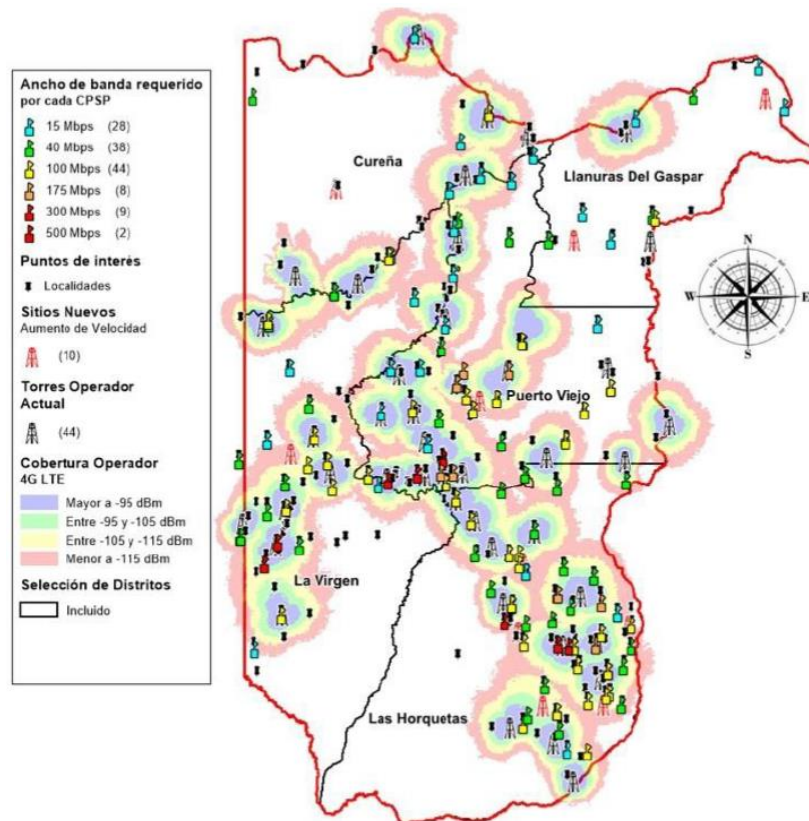 Ancho de banda requerido
por cada CPSP
15 Mbps (28)
40 Mbps (38)
100 Mbps (44)
175 Mbps (8)
300 Mbps (9)
500 Mbps (2)
Puntos de interés
Localidades
Sitios Nuevos
Aumento de Velocidad
(10)
Torres Operador
Actual
(44)
Cobertura Operador
4G LTE
Mayor a -95 dBm
Entre -95 y -105 dBm
Entre -105 y -115 dBm
Menor a -115 dBm
Selección de Distritos
Incluido
Cureña
Llanuras Del Gaspar
N
W
E
S
Puerto Viejo
La Virgen
Las Horquetas